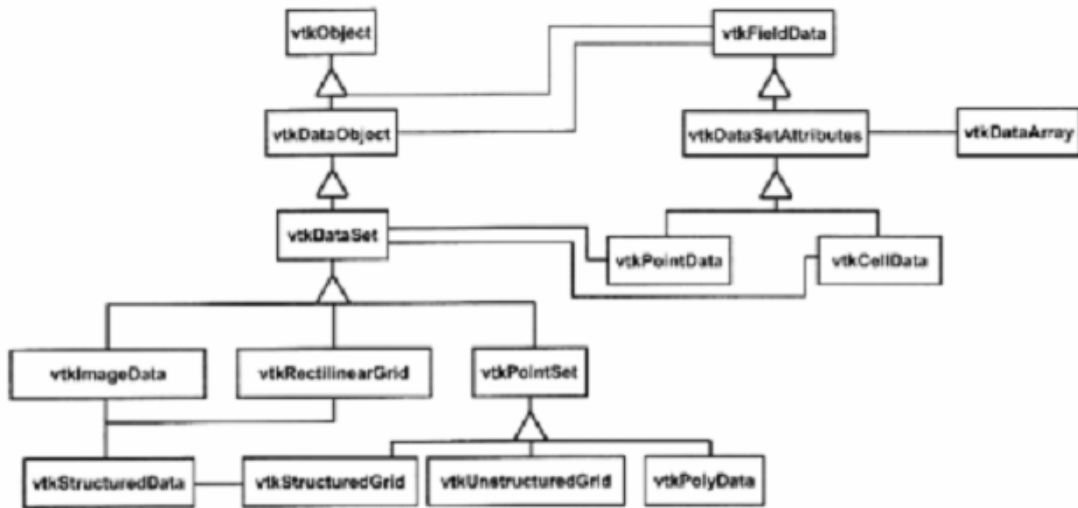 vtkObject
vtkFieldData
vtkDataObject
vtkDataSetAttributes
vtkDataArray
vtkDataSet
vtkPointData
vtkCellData
vtkImageData
vtkRectilinearGrid
vtkPointSet
vtkStructuredData
vtkStructuredGrid
vtkUnstructuredGrid
vtkPolyData